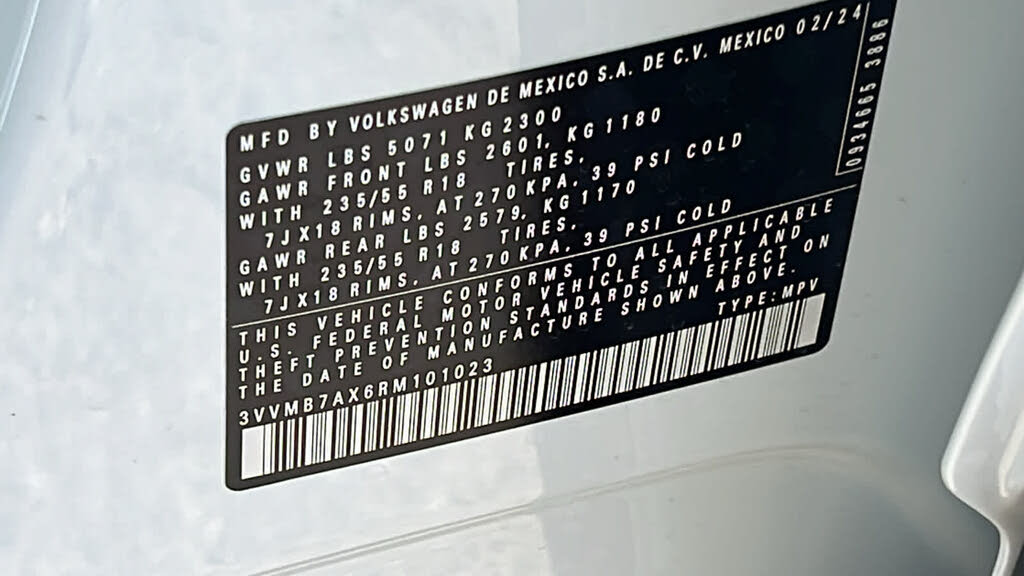 MFD BY VOLKSWAGEN DE MEXICO S.A. DE C.V. MEXICO 02/24
GVWR LBS 5071 KG 2300
GAWR FRONT LBS 2601, KG 1180
WITH 235/55 R18 TIRES,
7JX18 RIMS, AT 270KPA, 39 PSI COLD
GAWR REAR LBS 2579, KG 1170
WITH 235/55 R18 TIRES,
7JX18 RIMS, AT 270KPA, 39 PSI COLD
THIS VEHICLE CONFORMS TO ALL APPLICABLE
U.S. FEDERAL MOTOR VEHICLE SAFETY AND
THEFT PREVENTION STANDARDS IN EFFECT ON
THE DATE OF MANUFACTURE SHOWN ABOVE.
3VVMB7AX6RM101023 TYPE:MPV
0934665 3886